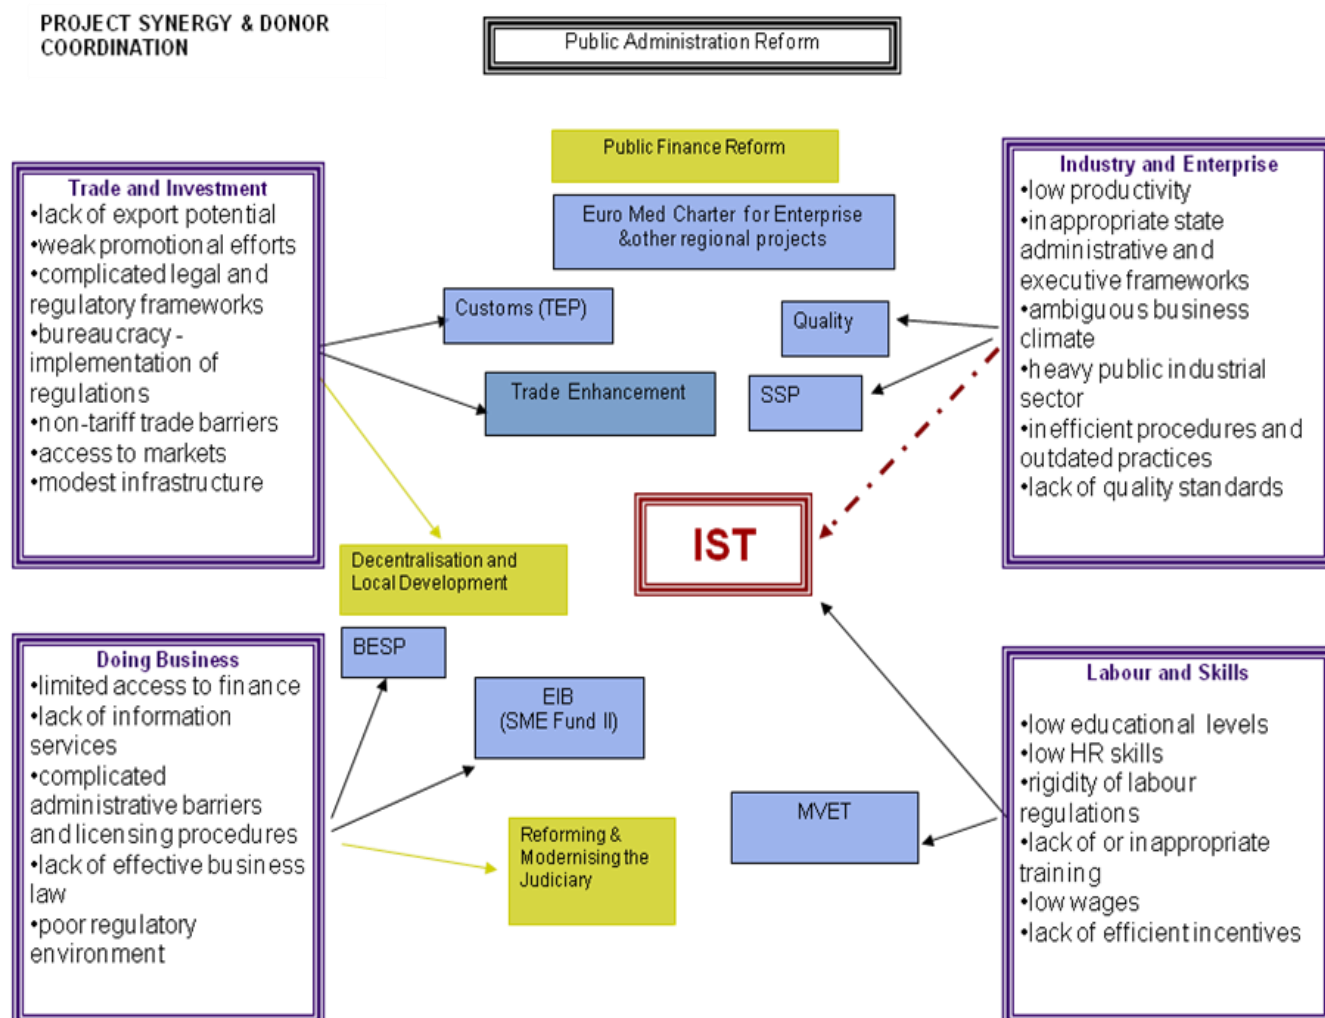 PROJECT SYNERGY & DONOR
COORDINATION
Public Administration Reform
Public Finance Reform
Euro Med Charter for Enterprise
&other regional projects
Trade and Investment
•lack of export potential
•weak promotional efforts
•complicated legal and
regulatory frameworks
•bureaucracy -
implementation of
regulations
•non-tariff trade barriers
•access to markets
•modest infrastructure
Customs (TEP)
Trade Enhancement
Quality
SSP
Industry and Enterprise
•low productivity
•inappropriate state
administrative and
executive frameworks
•ambiguous business
climate
•heavy public industrial
sector
•inefficient procedures and
outdated practices
•lack of quality standards
IST
Decentralisation and
Local Development
Doing Business
•limited access to finance
•lack of information
services
•complicated
administrative barriers
and licensing procedures
•lack of effective business
law
•poor regulatory
environment
BESP
EIB
(SME Fund II)
Reforming &
Modernising the
Judiciary
MVET
Labour and Skills
•low educational levels
•low HR skills
•rigidity of labour
regulations
•lack of or inappropriate
training
•low wages
•lack of efficient incentives